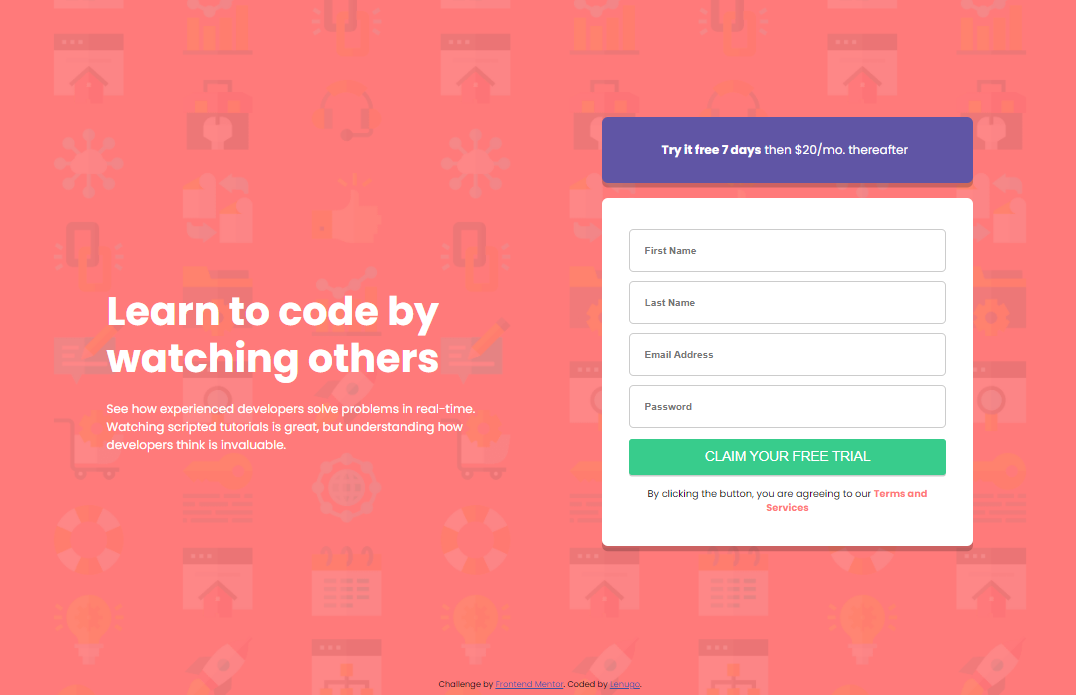 Learn to code by
watching others
See how experienced developers solve problems in real-time.
Watching scripted tutorials is great, but understanding how
developers think is invaluable.
Try it free 7 days then $20/mo. thereafter
First Name
Last Name
Email Address
Password
CLAIM YOUR FREE TRIAL
By clicking the button, you are agreeing to our Terms and
Services
Challenge by Frontend Mentor. Coded by Lenugo.